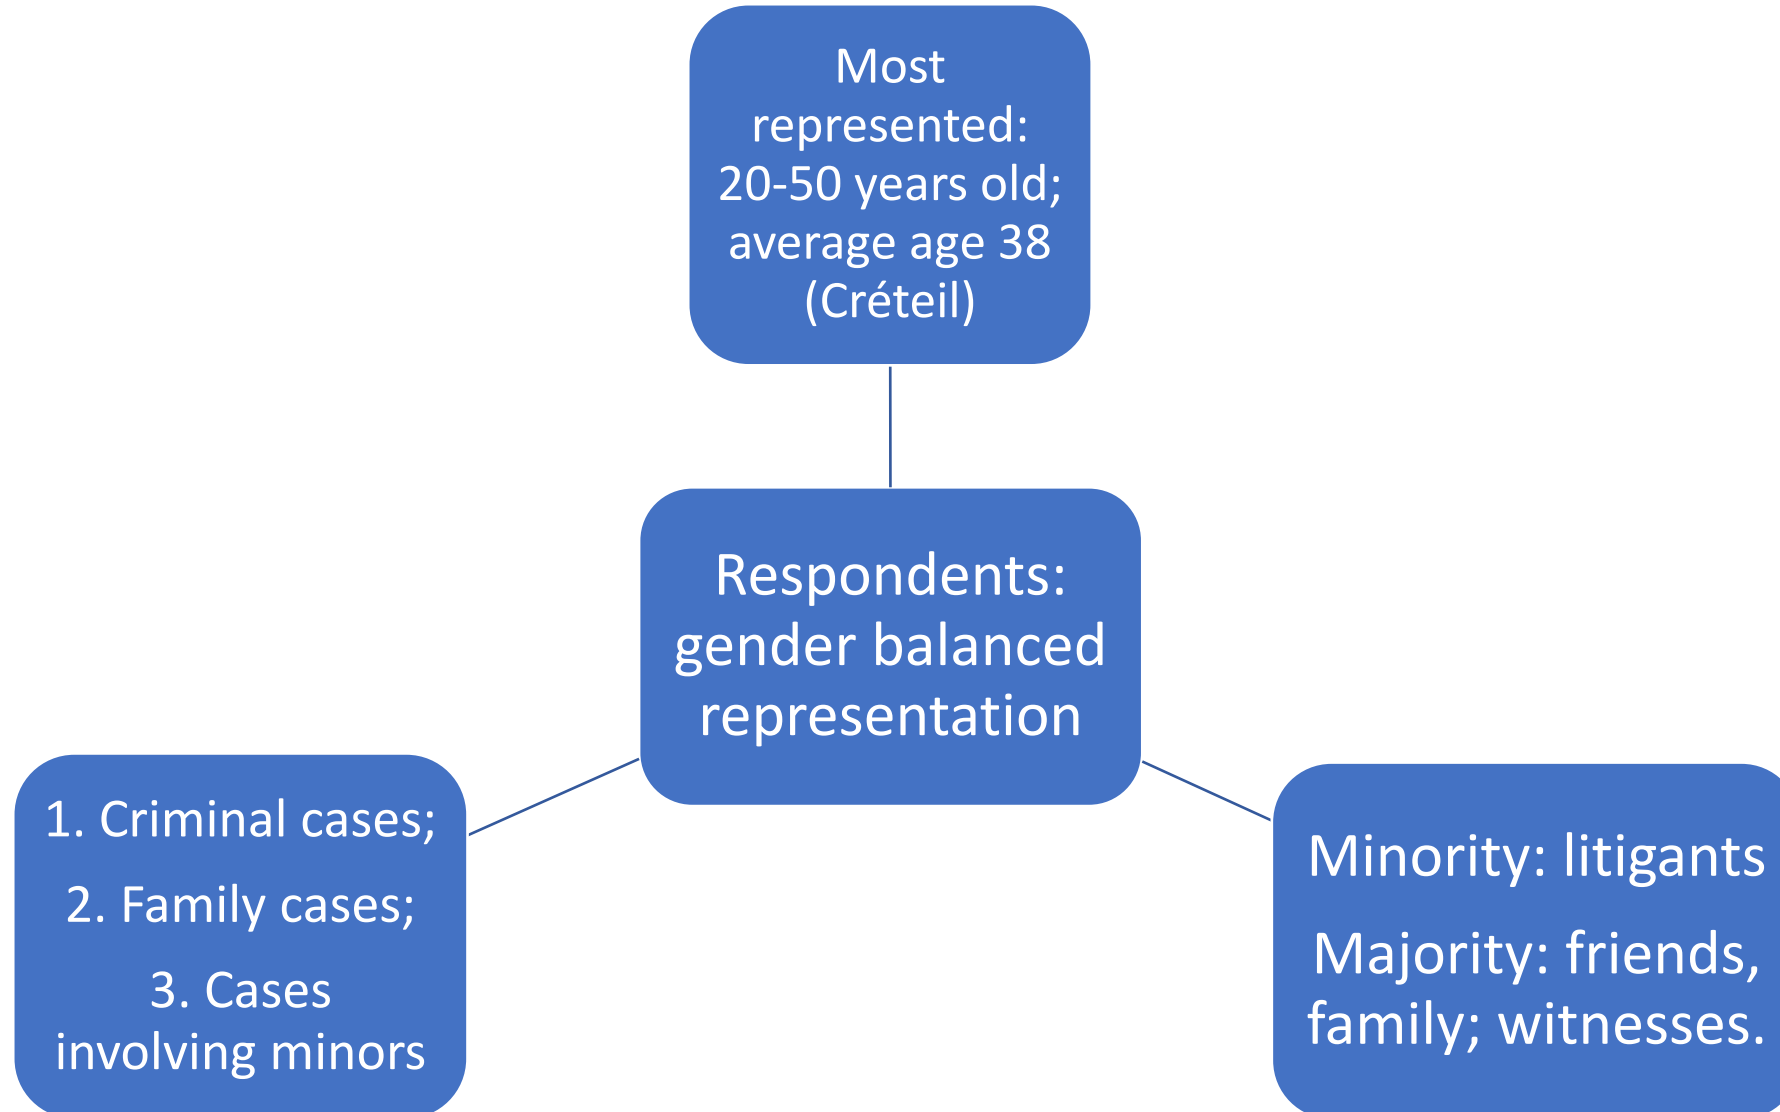 Most
represented:
20-50 years old;
average age 38
(Créteil)
Respondents:
gender balanced
representation
1. Criminal cases;
2. Family cases;
3. Cases
involving minors
Minority: litigants
Majority: friends,
family; witnesses.